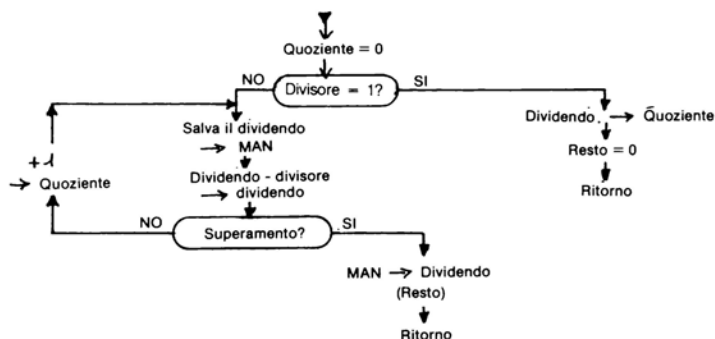 Quoziente = 0
NO Divisore = 1? SI
Salva il dividendo
→ MAN
Dividendo - divisore
→ dividendo
NO Superamento? SI
+1
→ Quoziente
MAN → Dividendo
(Resto)
Ritorno
Dividendo → Quoziente
Resto = 0
Ritorno